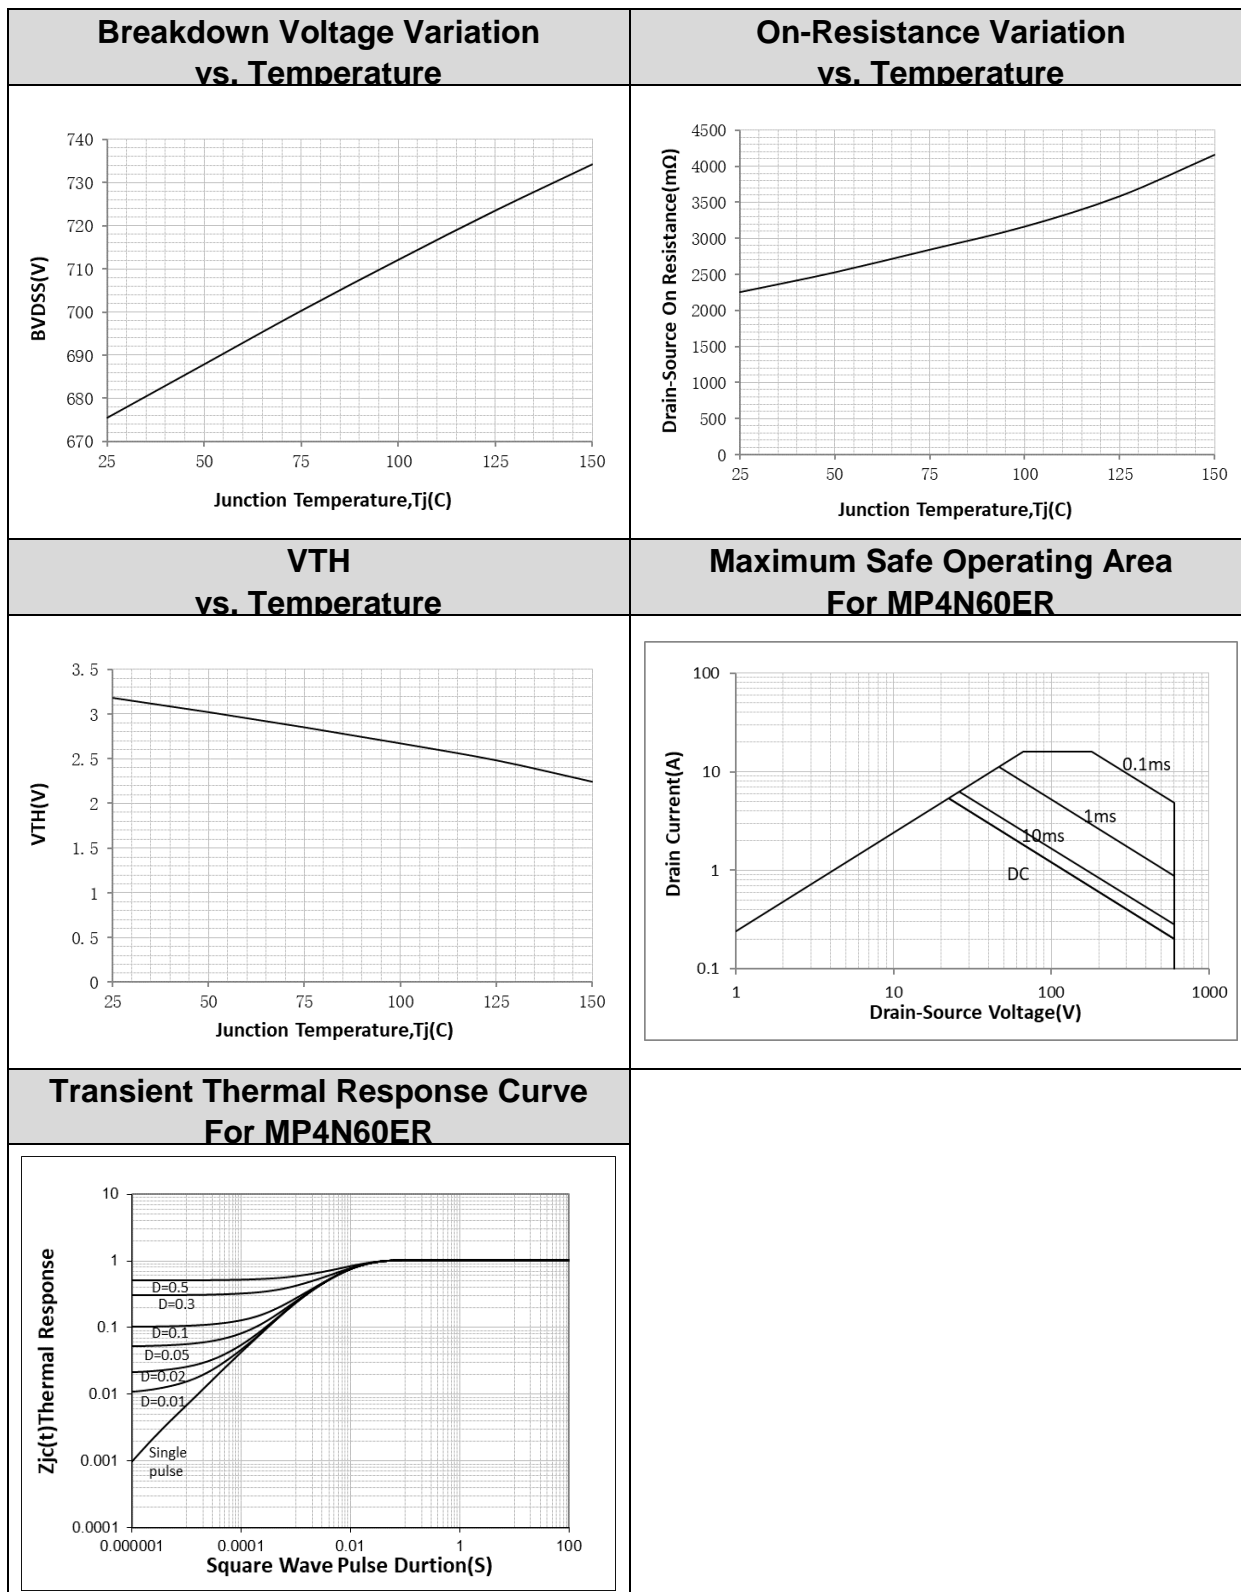 Breakdown Voltage Variation
vs. Temperature
740
730
720
710
700
690
680
670
25 50 75 100 125 150
BVDSS(V)
Junction Temperature,Tj(C)
On-Resistance Variation
vs. Temperature
4500
4000
3500
3000
2500
2000
1500
1000
500
0
25 50 75 100 125 150
Drain-Source On Resistance(mΩ)
Junction Temperature,Tj(C)
VTH
vs. Temperature
3.5
3
2.5
2
1.5
1
0.5
0
25 50 75 100 125 150
VTH(V)
Junction Temperature,Tj(C)
Maximum Safe Operating Area
For MP4N60ER
100
10
1
0.1
1 10 100 1000
Drain Current(A)
0.1ms
1ms
10ms
DC
Drain-Source Voltage(V)
Transient Thermal Response Curve
For MP4N60ER
10
1
0.1
0.01
0.001
0.0001
0.000001 0.0001 0.01 1 100
Zjc(t)Thermal Response
D=0.5
D=0.3
D=0.1
D=0.05
D=0.02
D=0.01
Single
pulse
Square Wave Pulse Durtion(S)